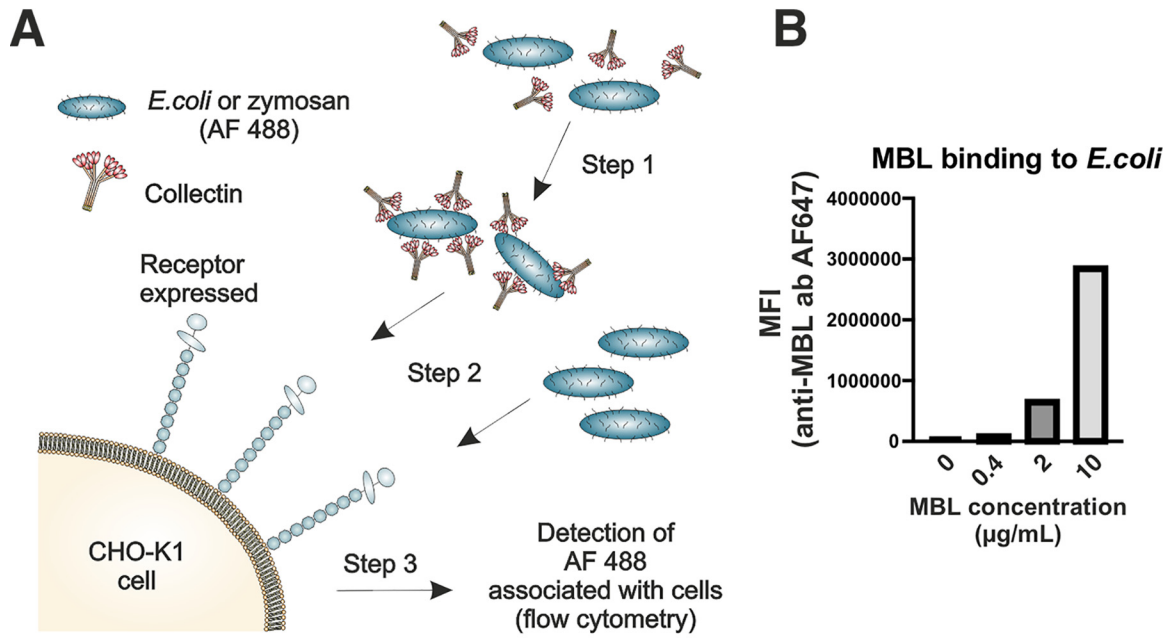 A
E.coli or zymosan
(AF 488)
Collectin
Receptor
expressed
Step 1
Step 2
CHO-K1
cell
Step 3
Detection of
AF 488
associated with cells
(flow cytometry)
B
MBL binding to E.coli
MFI
(anti-MBL ab AF647)
4000000
3000000
2000000
1000000
0
0
0.4
2
10
MBL concentration
(µg/mL)